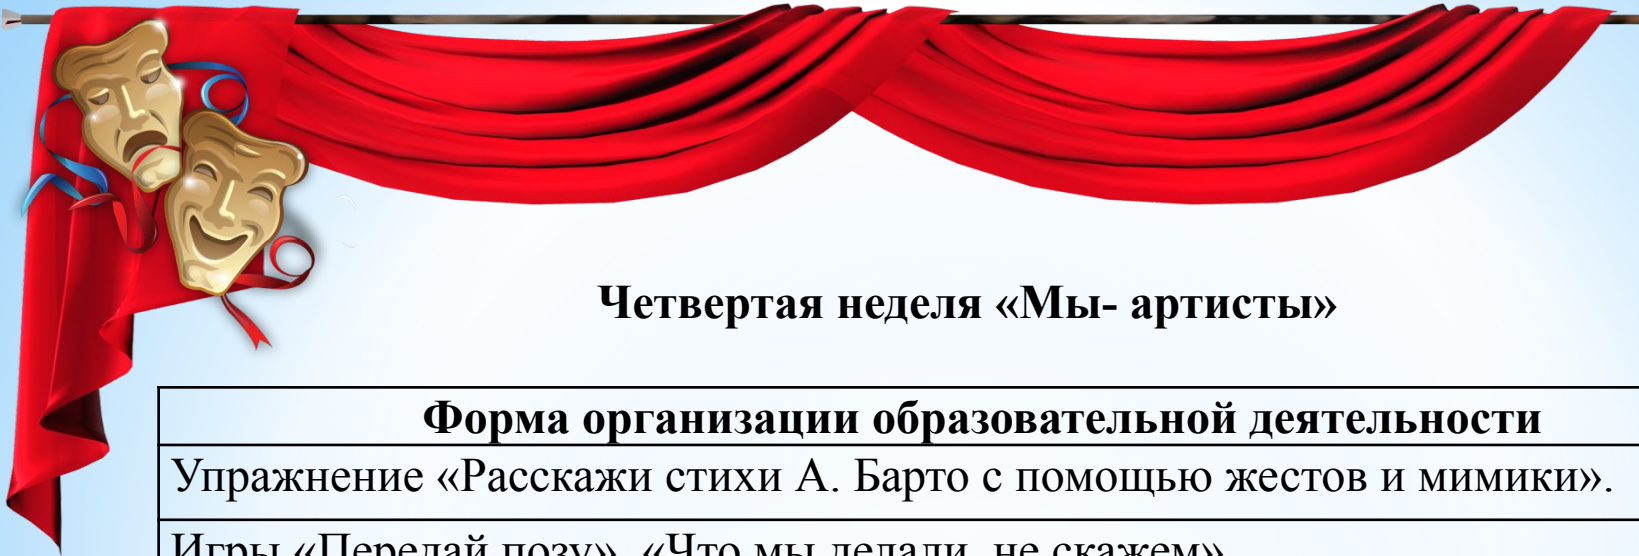 Четвертая неделя «Мы- артисты»
Форма организации образовательной деятельности
Упражнение «Расскажи стихи А. Барто с помощью жестов и мимики».
Игры «Передай позу», «Что мы делали, не скажем»